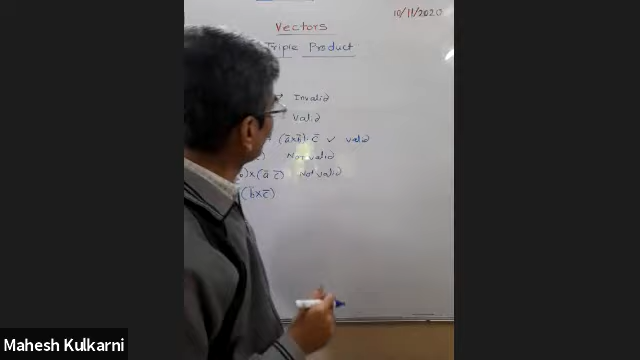 10/11/2020
Vectors
Triple Product
Invalid
Valid
(a̅×b̅)·c̅ ✓ valid
) Not valid
)×(a̅ c̅) Not valid
(b×c̅)
Mahesh Kulkarni